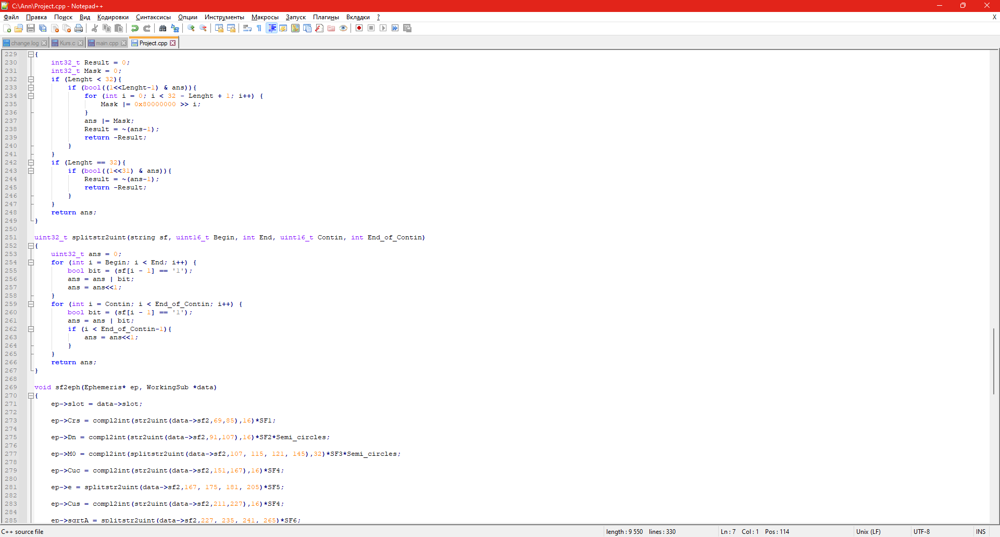 C:\Ann\Project.cpp - Notepad++
Файл Правка Поиск Вид Кодировки Синтаксисы Опции Инструменты Макросы Запуск Плагины Вкладки ? X
change.log Kurs.c main.cpp Project.cpp
229 {
230 int32_t Result = 0;
231 int32_t Mask = 0;
232 if (Lenght < 32){
233 if (bool((1<<Lenght-1) & ans)){
234 for (int i = 0; i < 32 - Lenght + 1; i++) {
235 Mask |= 0x80000000 >> i;
236 }
237 ans |= Mask;
238 Result = ~(ans-1);
239 return -Result;
240 }
241 }
242 if (Lenght == 32){
243 if (bool((1<<31) & ans)){
244 Result = ~(ans-1);
245 return -Result;
246 }
247 }
248 return ans;
249 }
250
251 uint32_t splitstr2uint(string sf, uint16_t Begin, int End, uint16_t Contin, int End_of_Contin)
252 {
253 uint32_t ans = 0;
254 for (int i = Begin; i < End; i++) {
255 bool bit = (sf[i - 1] == '1');
256 ans = ans | bit;
257 ans = ans<<1;
258 }
259 for (int i = Contin; i < End_of_Contin; i++) {
260 bool bit = (sf[i - 1] == '1');
261 ans = ans | bit;
262 if (i < End_of_Contin-1){
263 ans = ans<<1;
264 }
265 }
266 return ans;
267 }
268
269 void sf2eph(Ephemeris* ep, WorkingSub *data)
270 {
271 ep->slot = data->slot;
272
273 ep->Crs = compl2int(str2uint(data->sf2,69,85),16)*SF1;
274
275 ep->Dn = compl2int(str2uint(data->sf2,91,107),16)*SF2*Semi_circles;
276
277 ep->M0 = compl2int(splitstr2uint(data->sf2,107, 115, 121, 145),32)*SF3*Semi_circles;
278
279 ep->Cuc = compl2int(str2uint(data->sf2,151,167),16)*SF4;
280
281 ep->e = splitstr2uint(data->sf2,167, 175, 181, 205)*SF5;
282
283 ep->Cus = compl2int(str2uint(data->sf2,211,227),16)*SF4;
284
285 ep->sqrtA = splitstr2uint(data->sf2,227, 235, 241, 265)*SF6;
C++ source file length : 9 550 lines : 330 Ln : 7 Col : 1 Pos : 114 Unix (LF) UTF-8 INS